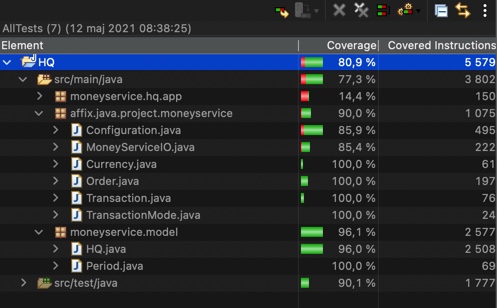 AllTests (7) (12 maj 2021 08:38:25)
Element Coverage Covered Instructions
HQ 80,9 % 5 579
src/main/java 77,3 % 3 802
moneyservice.hq.app 14,4 % 150
affix.java.project.moneyservice 90,0 % 1 075
Configuration.java 85,9 % 495
MoneyServiceIO.java 85,4 % 222
Currency.java 100,0 % 61
Order.java 100,0 % 197
Transaction.java 100,0 % 76
TransactionMode.java 100,0 % 24
moneyservice.model 96,1 % 2 577
HQ.java 96,0 % 2 508
Period.java 100,0 % 69
src/test/java 90,1 % 1 777